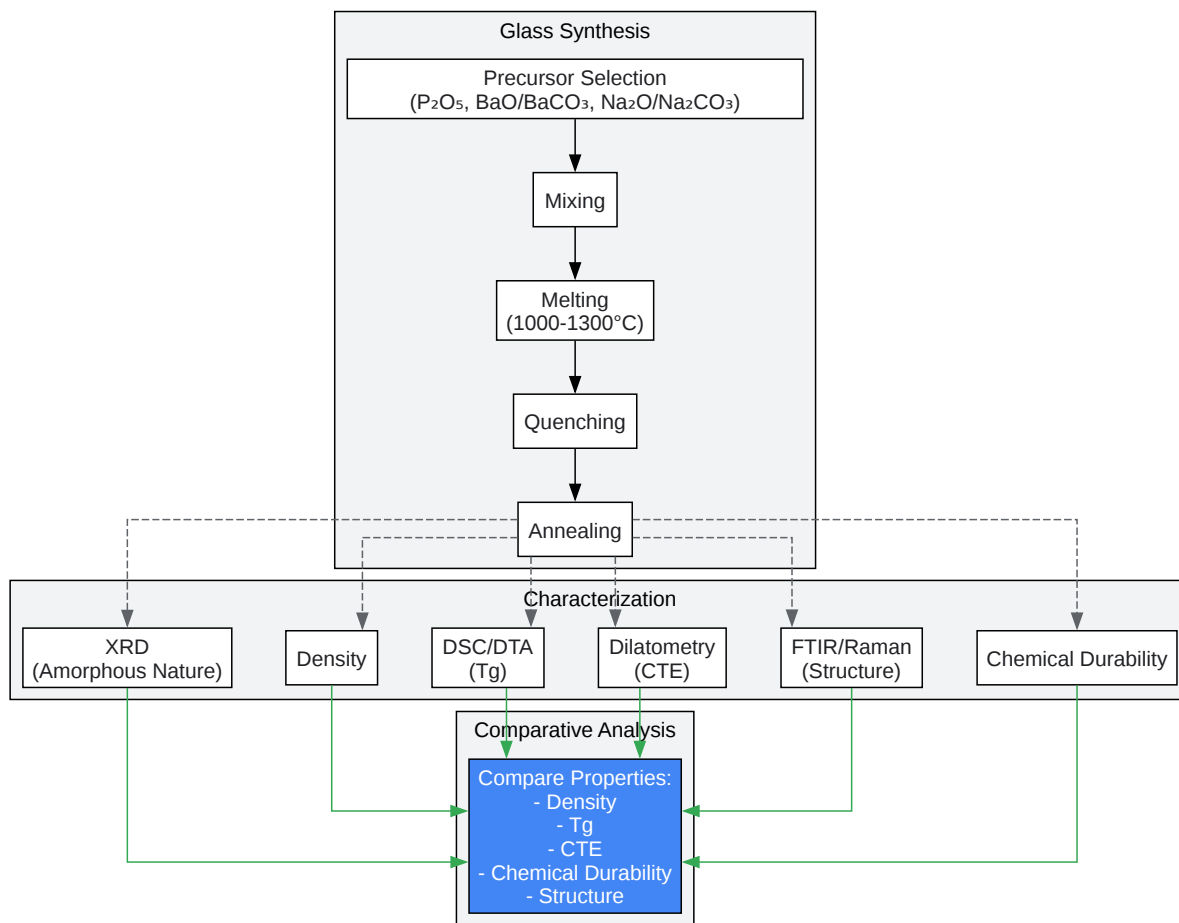 Glass Synthesis
Precursor Selection
(P₂O₅, BaO/BaCO₃, Na₂O/Na₂CO₃)
Mixing
Melting
(1000-1300°C)
Quenching
Annealing
Characterization
XRD
(Amorphous Nature)
Density
DSC/DTA
(Tg)
Dilatometry
(CTE)
FTIR/Raman
(Structure)
Chemical Durability
Comparative Analysis
Compare Properties:
- Density
- Tg
- CTE
- Chemical Durability
- Structure